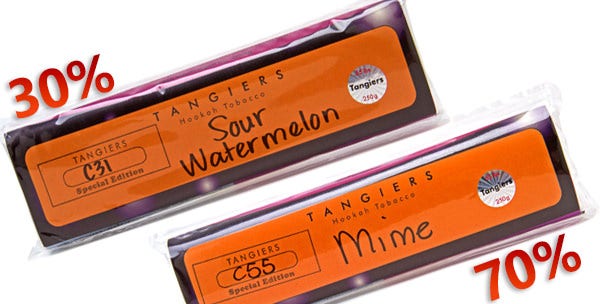 30%
TANGIERS
Hookah Tobacco
Sour
Watermelon
TANGIERS
C31
Special Edition
Tangiers
250g
TANGIERS
Hookah Tobacco
Mime
TANGIERS
C55
Special Edition
Tangiers
250g
70%